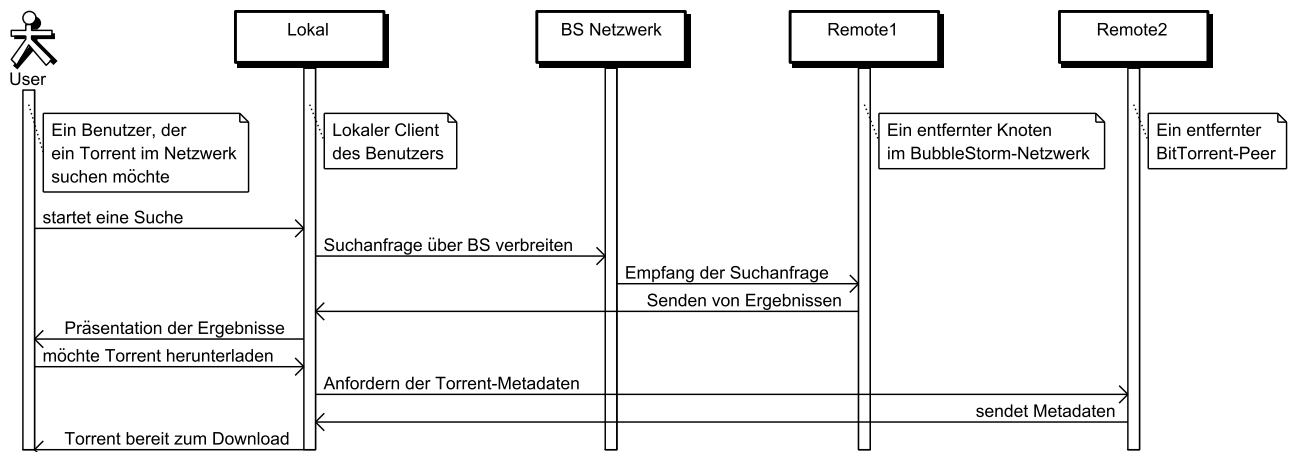 User
Lokal
BS Netzwerk
Remote1
Remote2
Ein Benutzer, der
ein Torrent im Netzwerk
suchen möchte
Lokaler Client
des Benutzers
Ein entfernter Knoten
im BubbleStorm-Netzwerk
Ein entfernter
BitTorrent-Peer
startet eine Suche
Suchanfrage über BS verbreiten
Empfang der Suchanfrage
Senden von Ergebnissen
Präsentation der Ergebnisse
möchte Torrent herunterladen
Anfordern der Torrent-Metadaten
sendet Metadaten
Torrent bereit zum Download